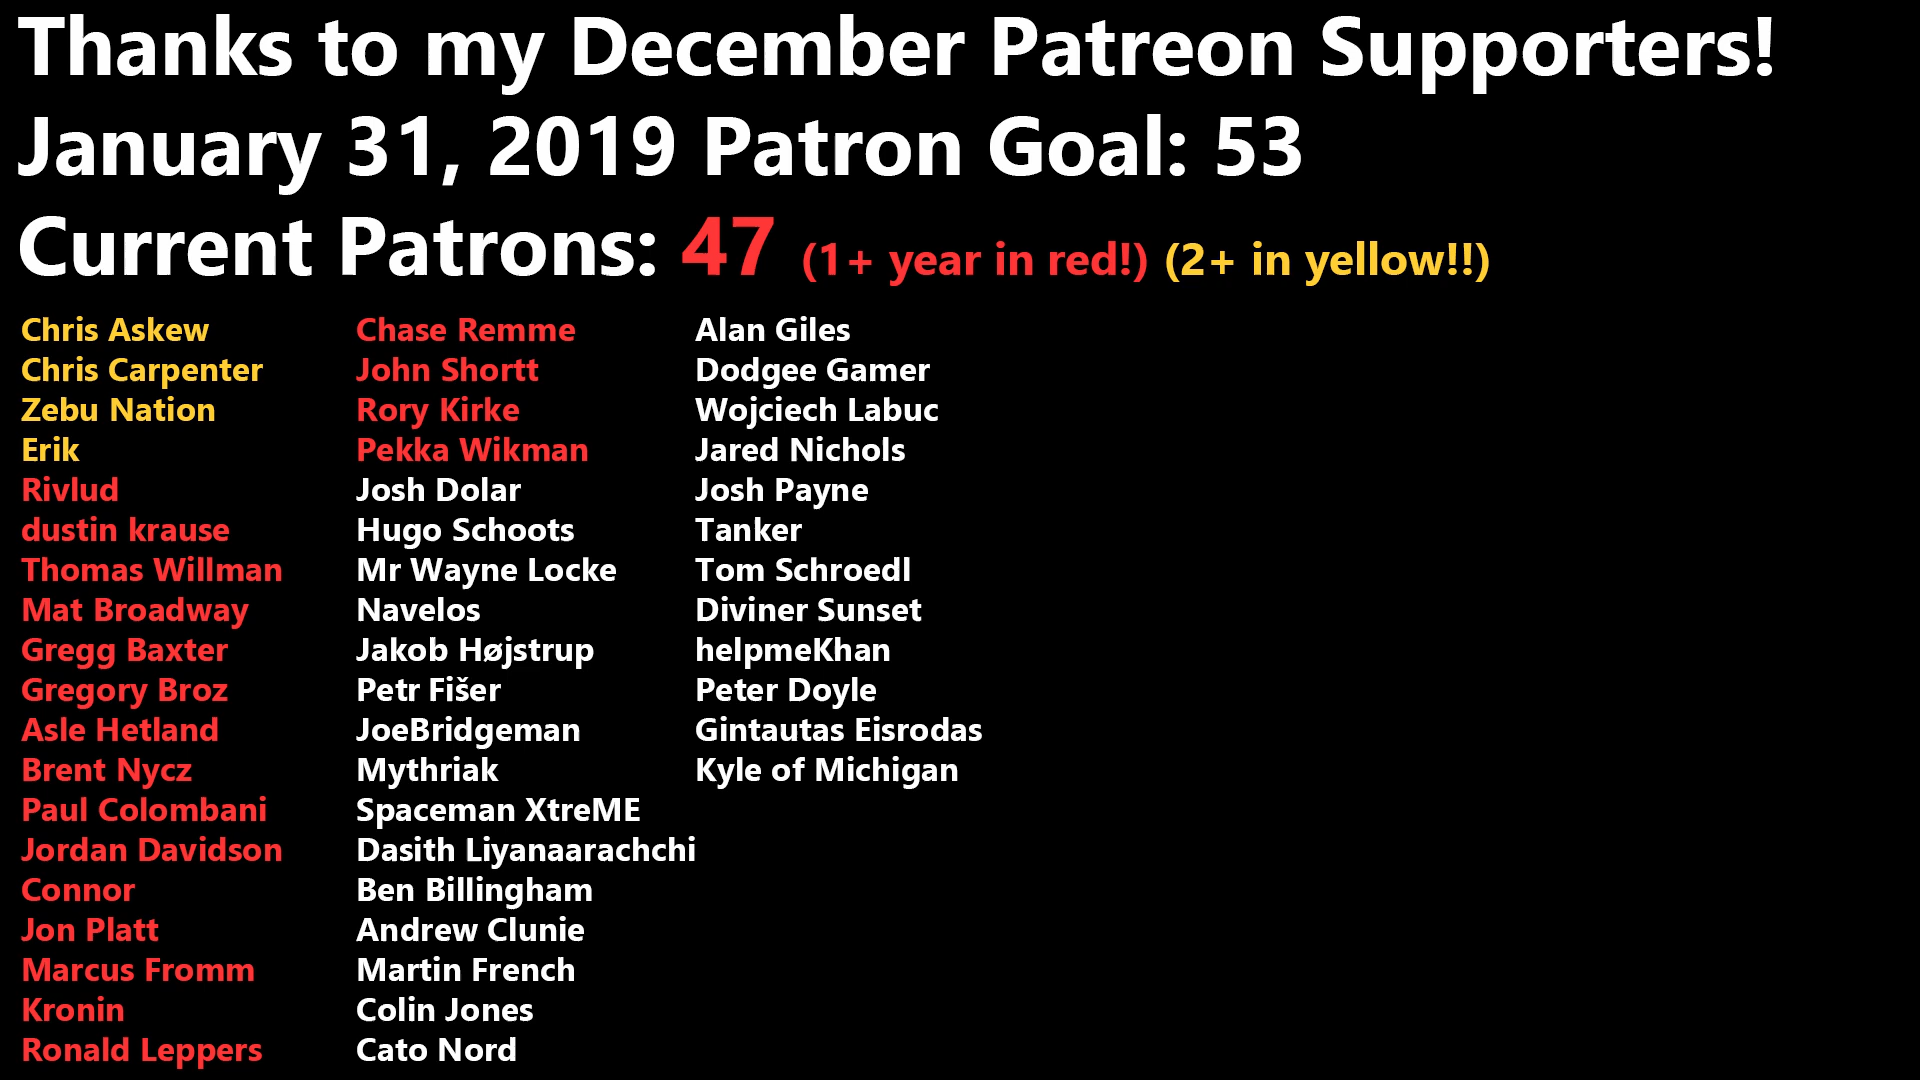 Thanks to my December Patreon Supporters!
January 31, 2019 Patron Goal: 53
Current Patrons: 47 (1+ year in red!) (2+ in yellow!!)
Chris Askew
Chris Carpenter
Zebu Nation
Erik
Rivlud
dustin krause
Thomas Willman
Mat Broadway
Gregg Baxter
Gregory Broz
Asle Hetland
Brent Nycz
Paul Colombani
Jordan Davidson
Connor
Jon Platt
Marcus Fromm
Kronin
Ronald Leppers
Chase Remme
John Shortt
Rory Kirke
Pekka Wikman
Josh Dolar
Hugo Schoots
Mr Wayne Locke
Navelos
Jakob Højstrup
Petr Fišer
JoeBridgeman
Mythriak
Spaceman XtreME
Dasith Liyanaarachchi
Ben Billingham
Andrew Clunie
Martin French
Colin Jones
Cato Nord
Alan Giles
Dodgee Gamer
Wojciech Labuc
Jared Nichols
Josh Payne
Tanker
Tom Schroedl
Diviner Sunset
helpmeKhan
Peter Doyle
Gintautas Eisrodas
Kyle of Michigan